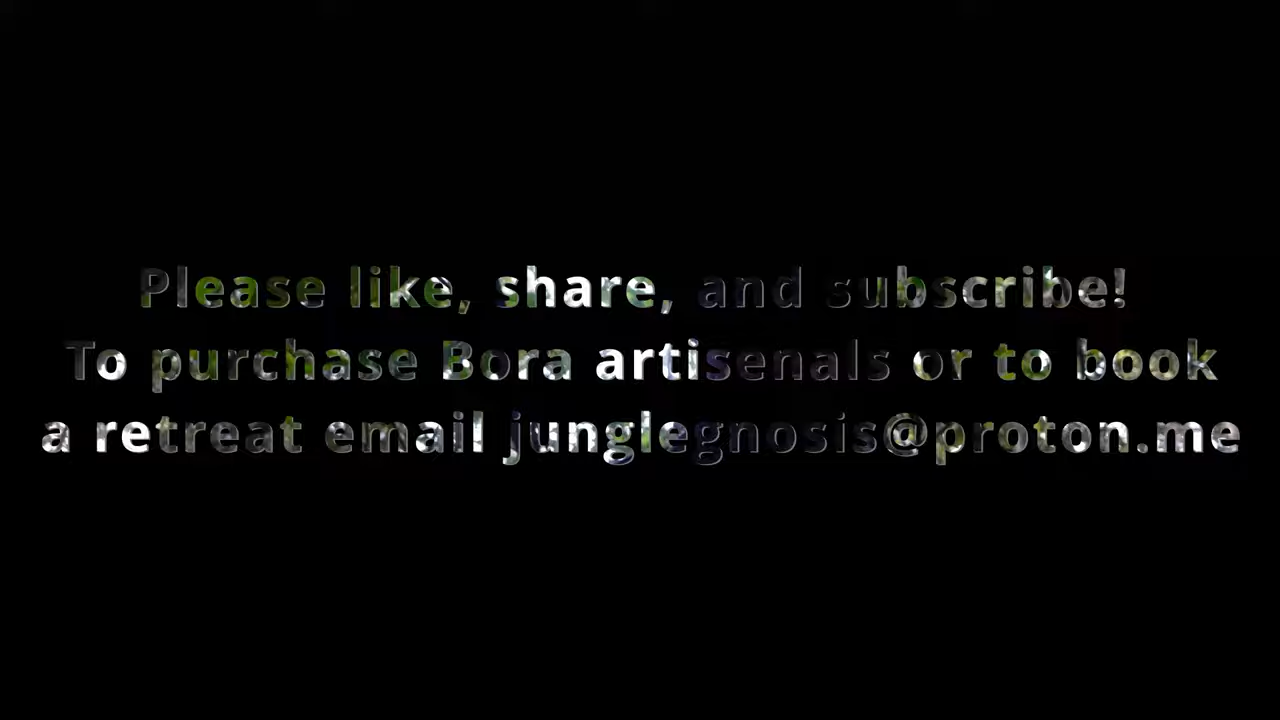 Please like, share, and subscribe!
To purchase Bora artisenals or to book
a retreat email junglegnosis@proton.me